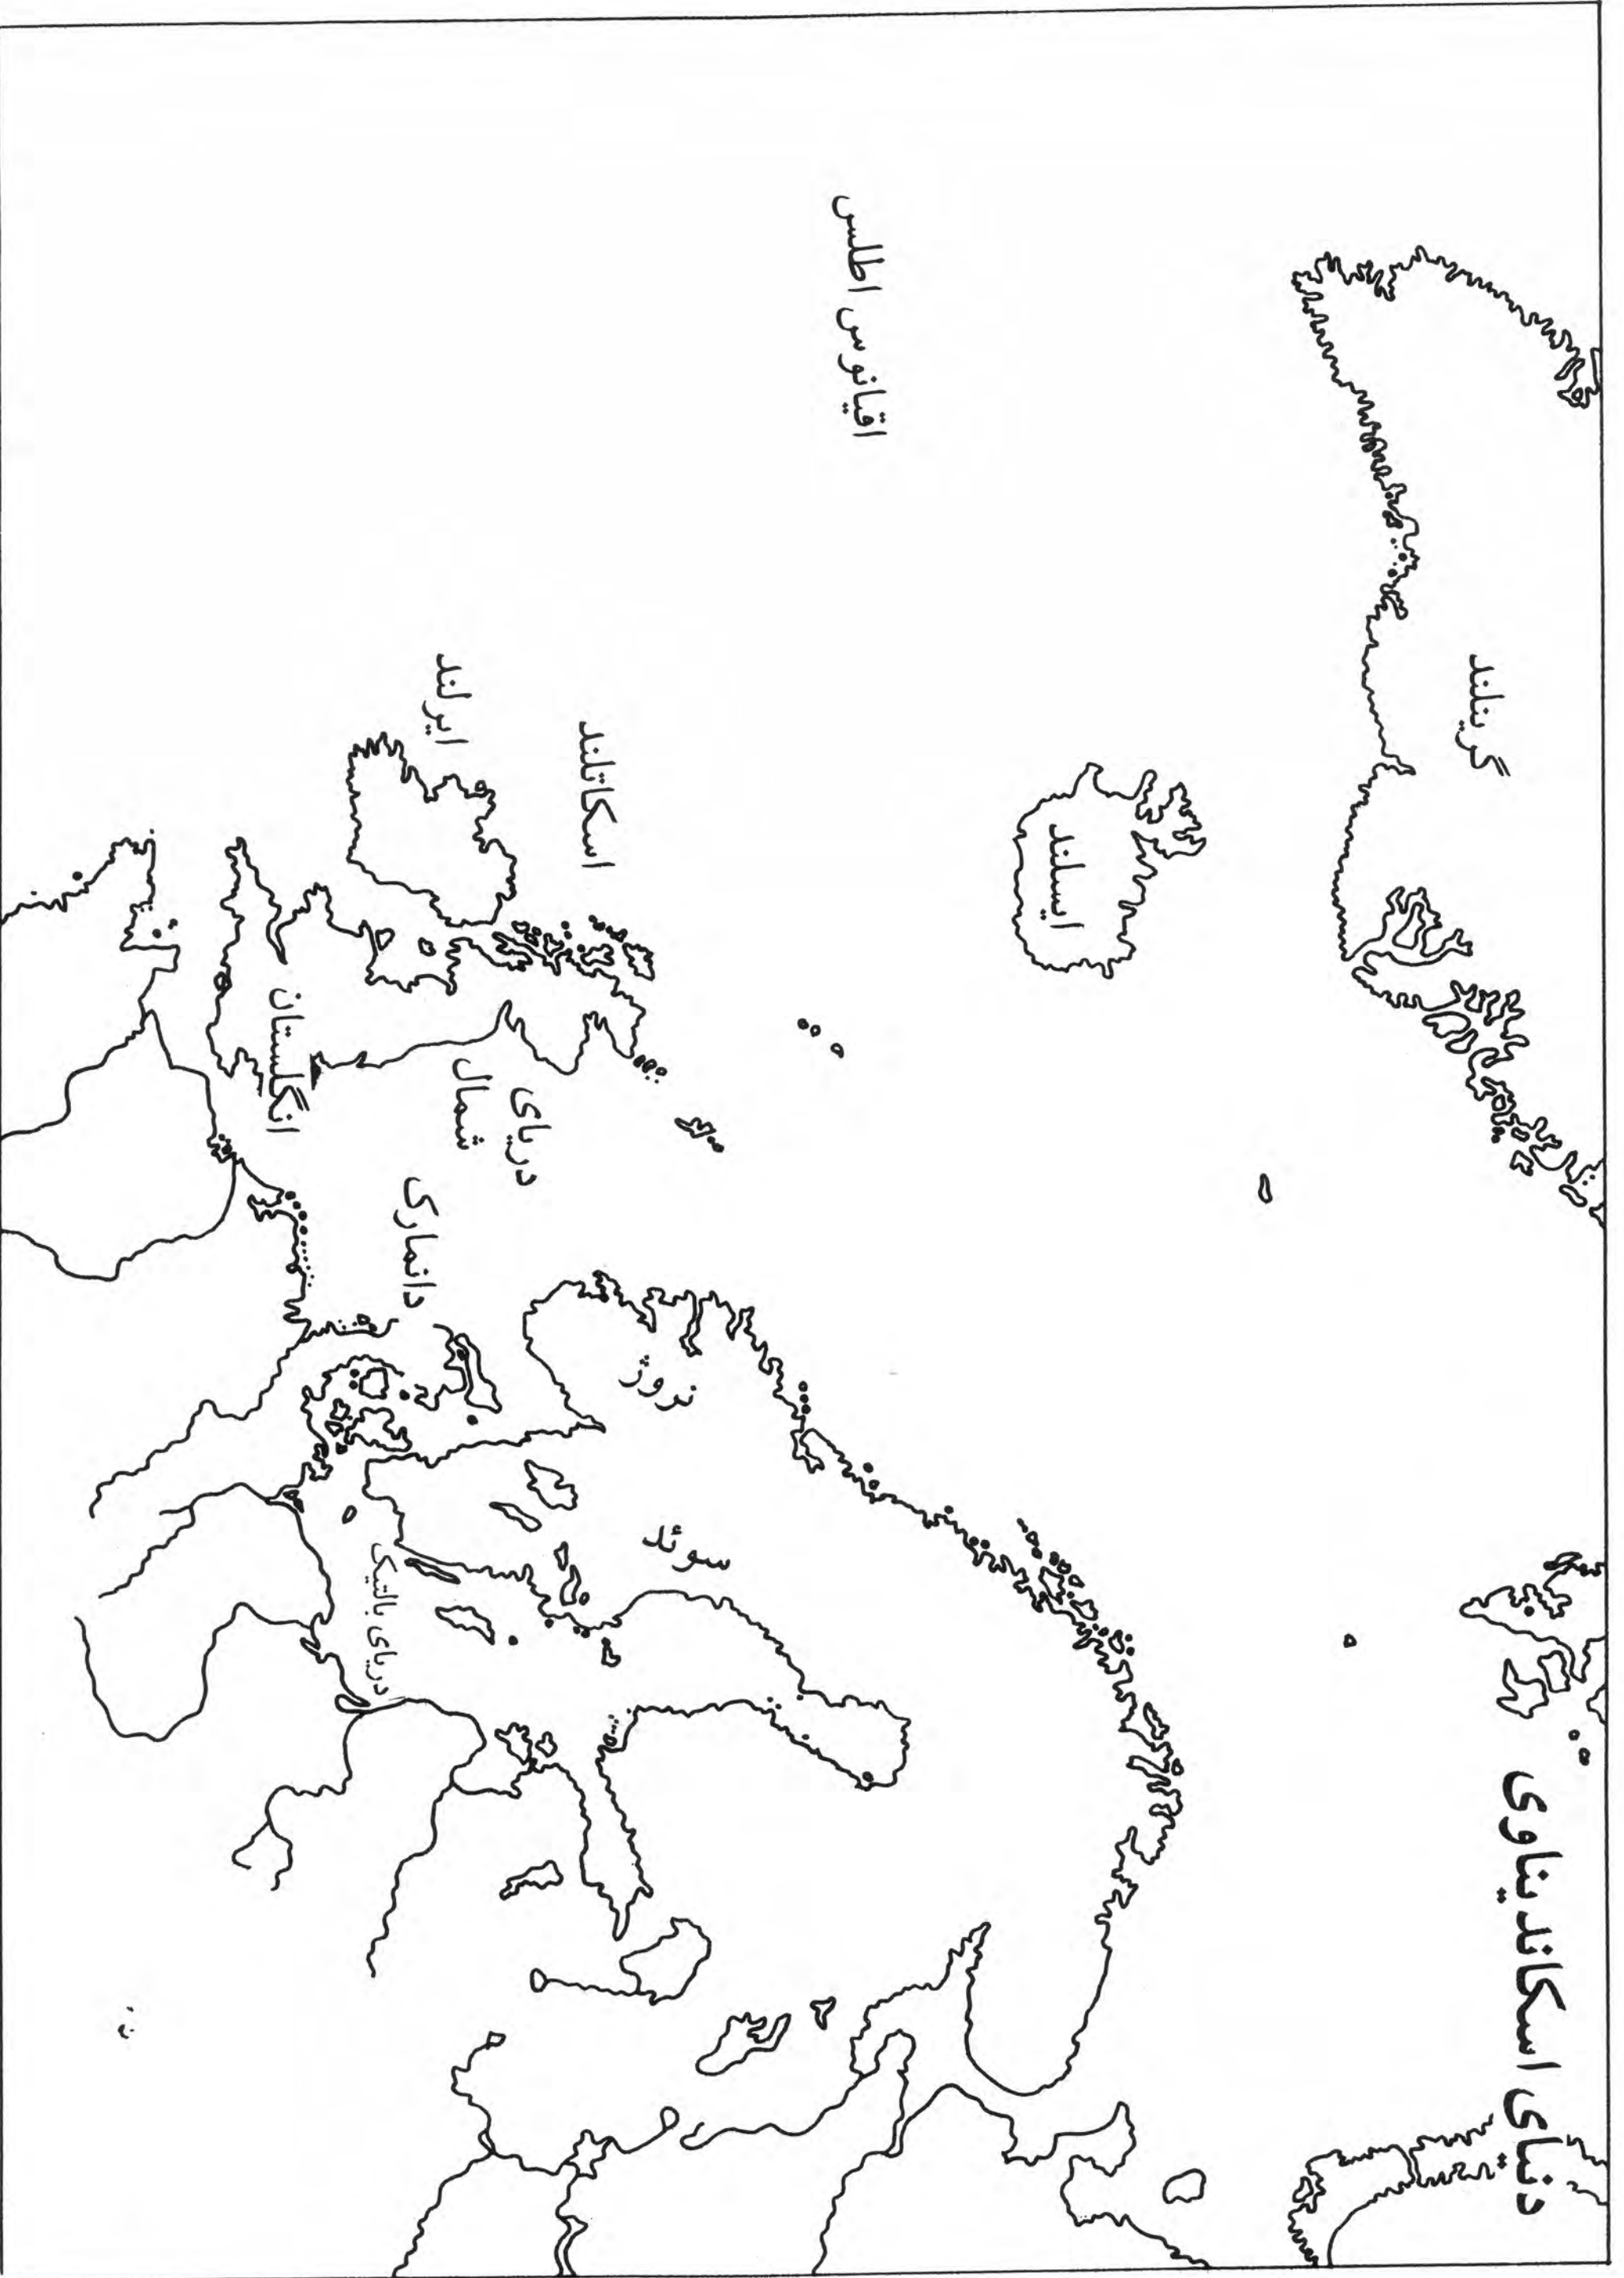 دنیای اسکاندیناوی
گرینلند
ایسلند
اقیانوس اطلس
اسکاتلند
ایرلند
انگلستان
دریای
شمال
دانمارک
نروژ
سوئد
دریای بالتیک